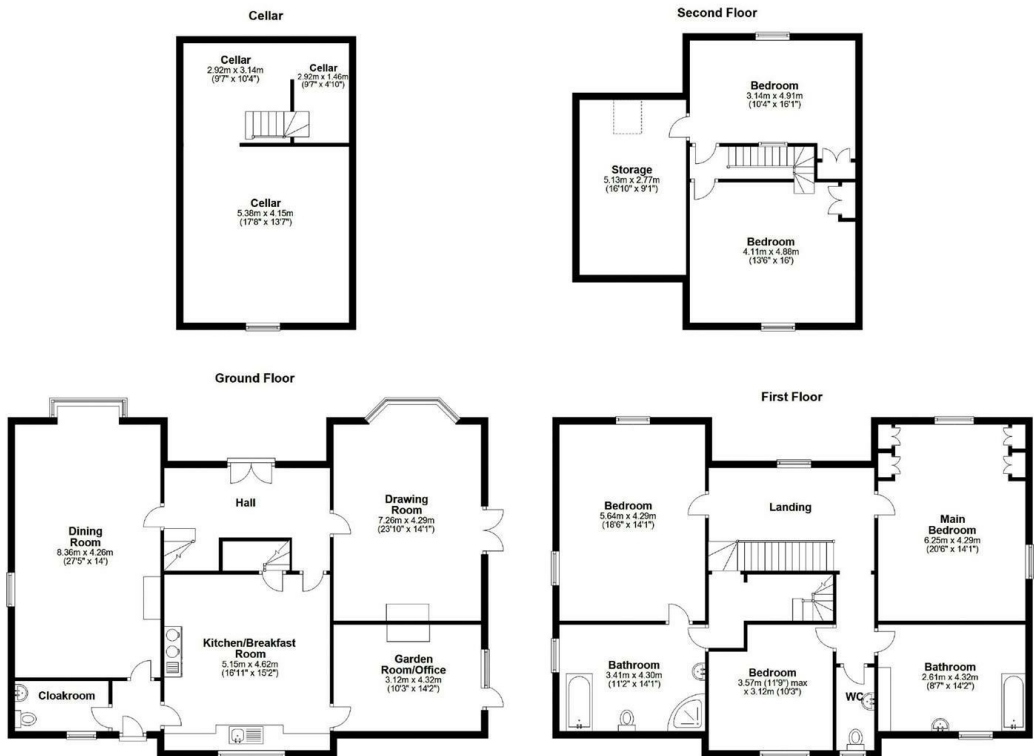 Cellar
Cellar
2.92m x 3.14m
(9'7" x 10'4")
Cellar
2.92m x 1.46m
(9'7" x 4'10")
Cellar
5.38m x 4.15m
(17'8" x 13'7")
Second Floor
Bedroom
3.14m x 4.91m
(10'4" x 16'1")
Storage
5.13m x 2.77m
(16'10" x 9'1")
Bedroom
4.11m x 4.88m
(13'6" x 16')
Ground Floor
Hall
Drawing
Room
7.26m x 4.29m
(23'10" x 14'1")
Dining
Room
8.36m x 4.26m
(27'5" x 14')
Kitchen/Breakfast
Room
5.15m x 4.62m
(16'11" x 15'2")
Garden
Room/Office
3.12m x 4.32m
(10'3" x 14'2")
Cloakroom
First Floor
Bedroom
5.64m x 4.29m
(18'6" x 14'1")
Landing
Main
Bedroom
6.25m x 4.29m
(20'6" x 14'1")
Bathroom
3.41m x 4.30m
(11'2" x 14'1")
Bedroom
3.57m (11'9") max
x 3.12m (10'3")
WC
Bathroom
2.61m x 4.32m
(8'7" x 14'2")